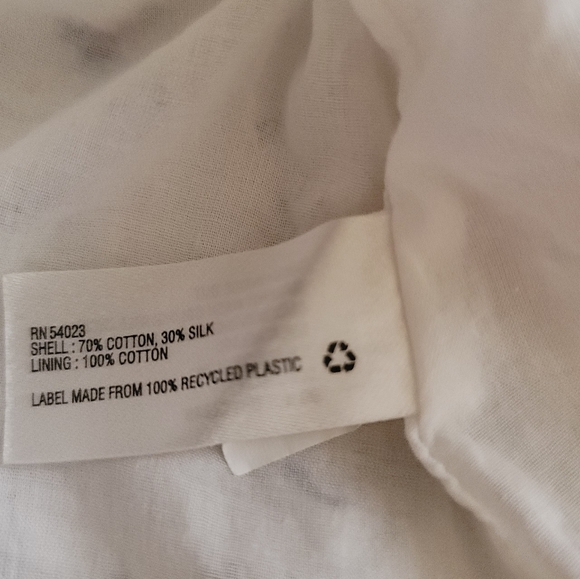 RN 54023
SHELL : 70% COTTON, 30% SILK
LINING : 100% COTTON
LABEL MADE FROM 100% RECYCLED PLASTIC